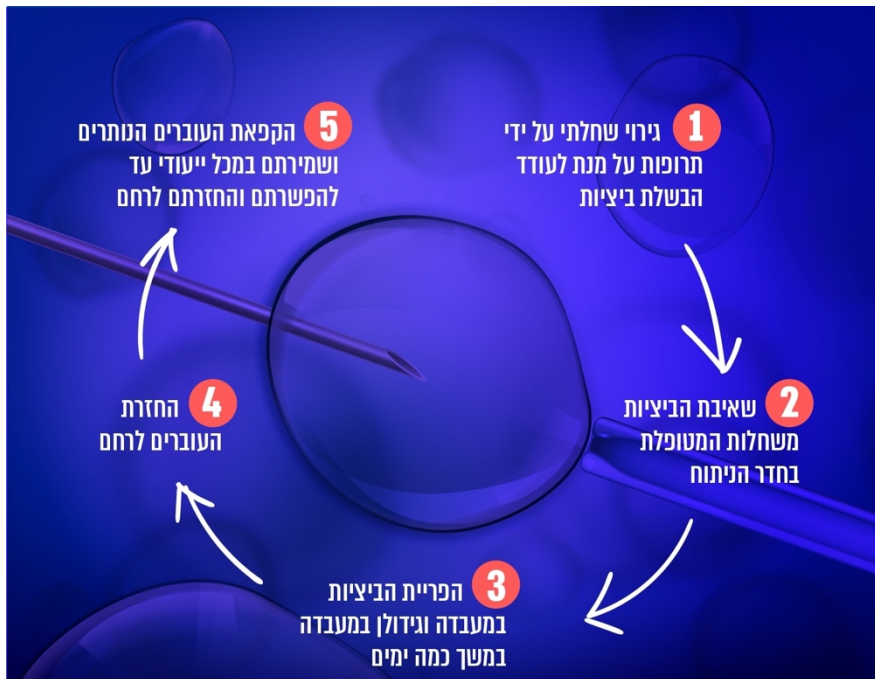 1 גירוי שחלתי על ידי
תרופות על מנת לעודד
הבשלת ביציות
2 שאיבת הביציות
משחלות המטופלת
בחדר הניתוח
3 הפריית הביציות
במעבדה וגידולן במעבדה
במשך כמה ימים
4 החזרת
העוברים לרחם
5 הקפאת העוברים הנותרים
ושמירתם במכל ייעודי עד
להפשרתם והחזרתם לרחם